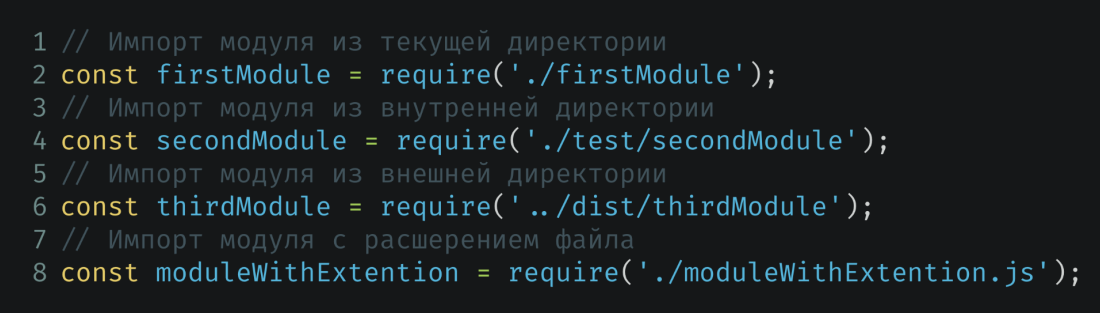 1 // Импорт модуля из текущей директории
2 const firstModule = require('./firstModule');
3 // Импорт модуля из внутренней директории
4 const secondModule = require('./test/secondModule');
5 // Импорт модуля из внешней директории
6 const thirdModule = require('../dist/thirdModule');
7 // Импорт модуля с расшерением файла
8 const moduleWithExtention = require('./moduleWithExtention.js');